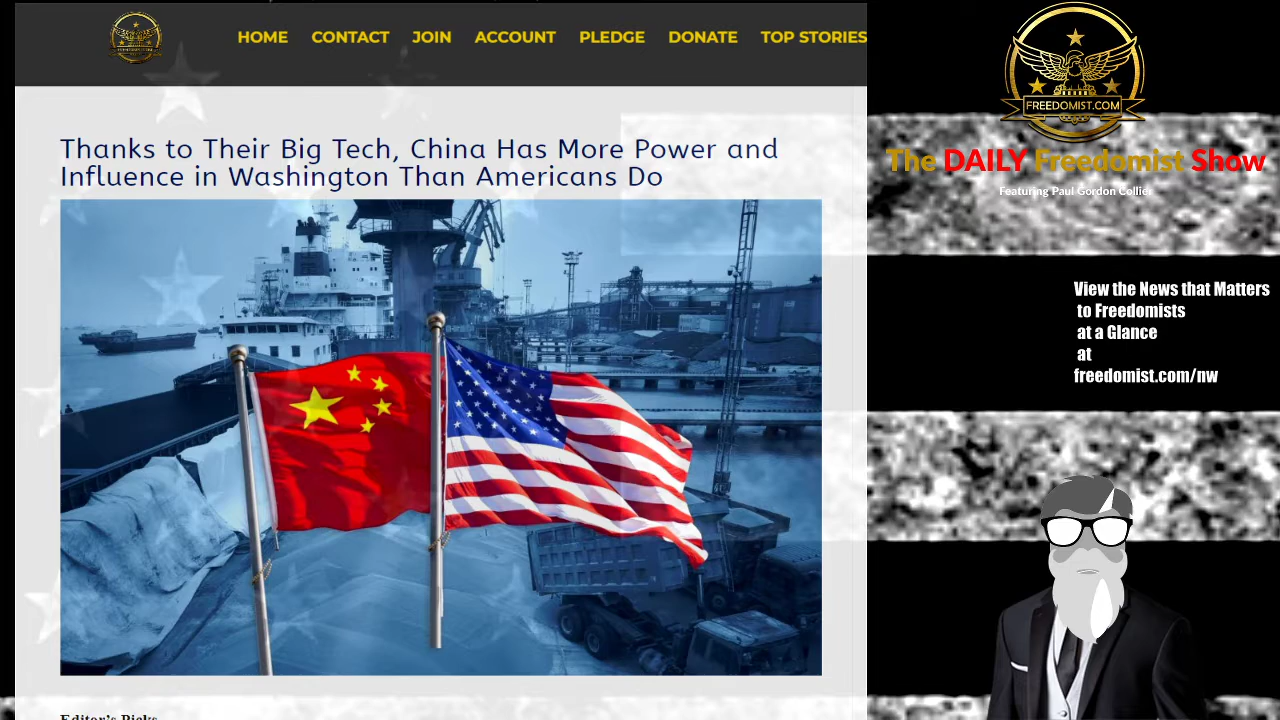 HOME CONTACT JOIN ACCOUNT PLEDGE DONATE TOP STORIES
Thanks to Their Big Tech, China Has More Power and
Influence in Washington Than Americans Do
Editor's Picks
FREEDOMIST.COM
The DAILY Freedomist Show
Featuring Paul Gordon Collier
View the News that Matters
to Freedomists
at a Glance
at
freedomist.com/nw